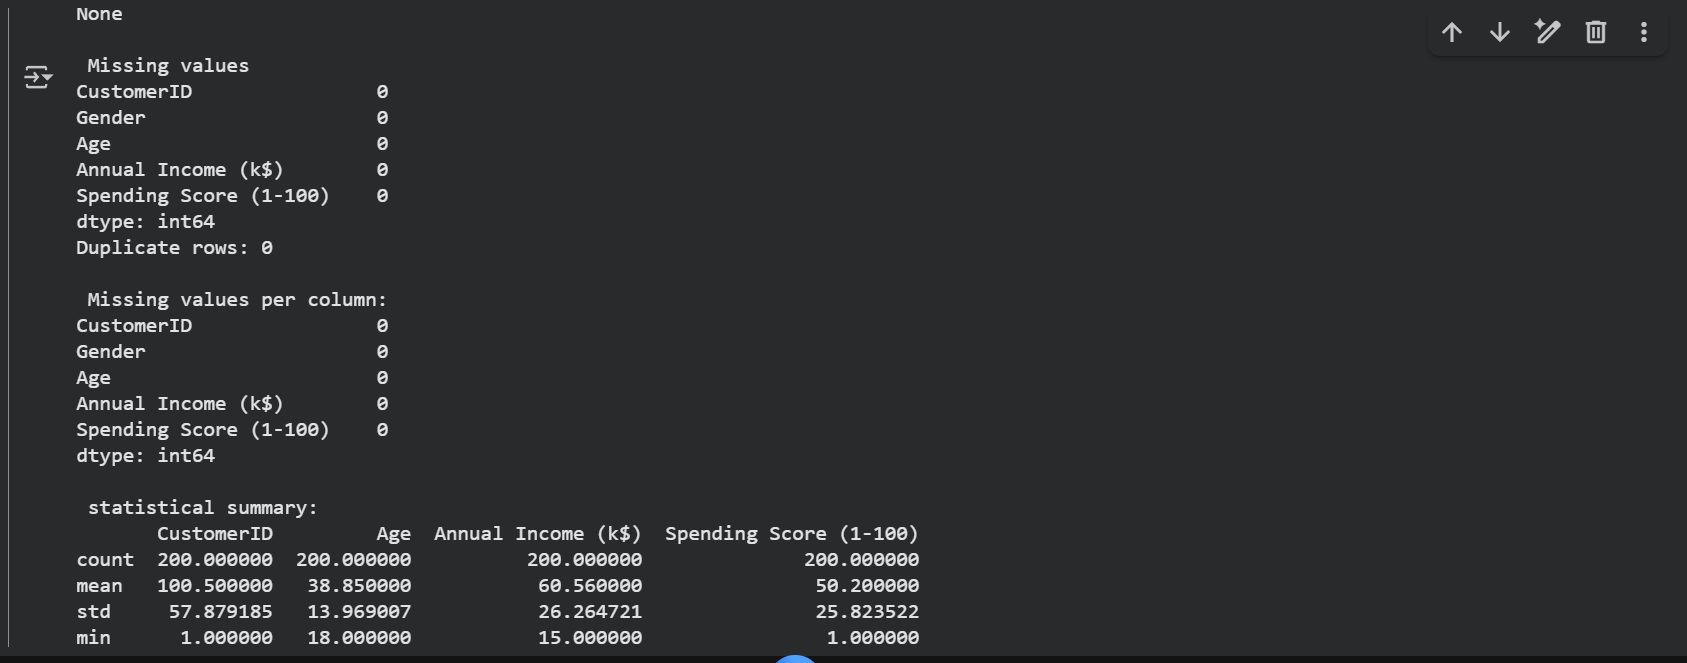 None

 Missing values
CustomerID                0
Gender                    0
Age                       0
Annual Income (k$)        0
Spending Score (1-100)    0
dtype: int64
Duplicate rows: 0

 Missing values per column:
CustomerID                0
Gender                    0
Age                       0
Annual Income (k$)        0
Spending Score (1-100)    0
dtype: int64

 statistical summary:
       CustomerID         Age  Annual Income (k$)  Spending Score (1-100)
count  200.000000  200.000000          200.000000              200.000000
mean   100.500000   38.850000           60.560000               50.200000
std     57.879185   13.969007           26.264721               25.823522
min      1.000000   18.000000           15.000000                1.000000